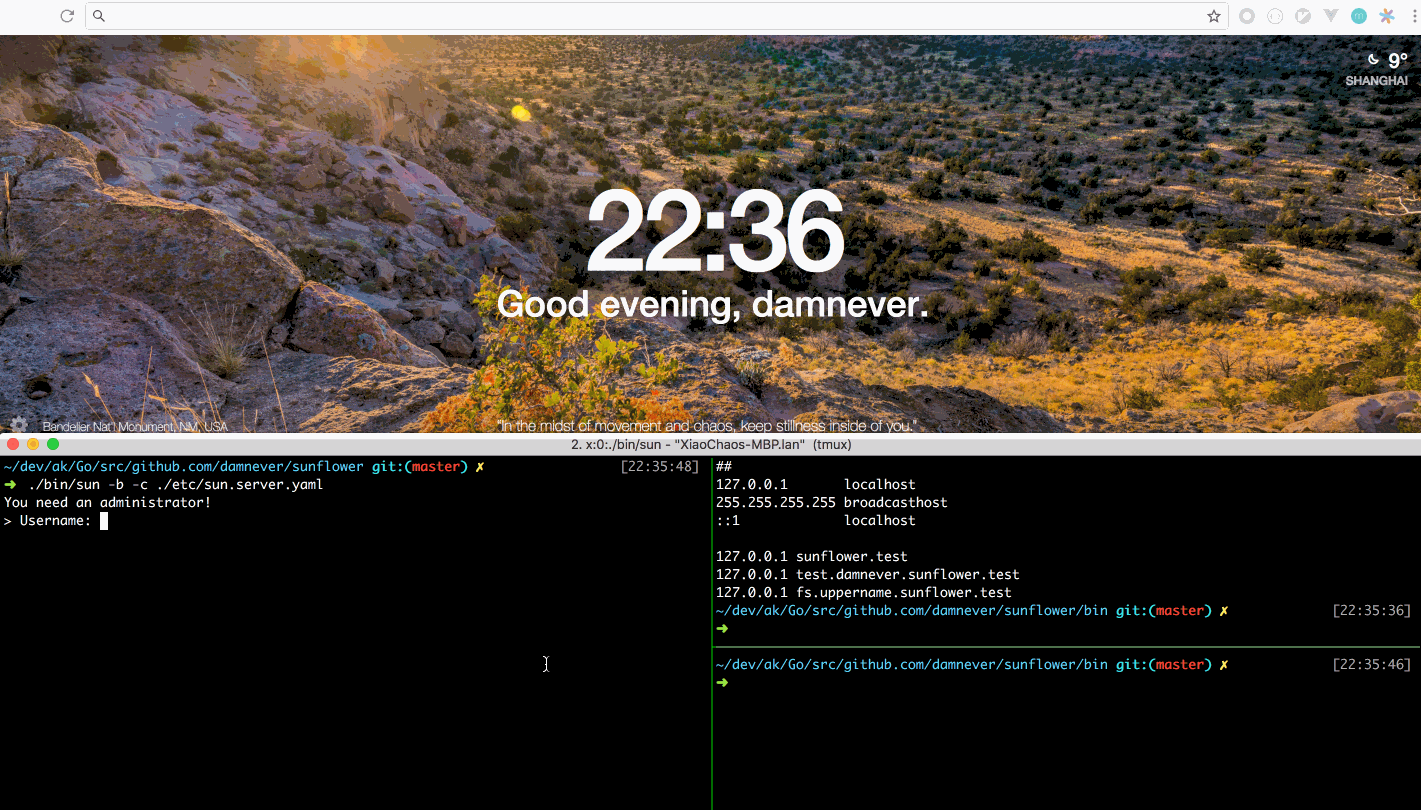 9°
SHANGHAI
22:36
Good evening, damnever.
Bandelier Nat'l Monument, NM, USA
"In the midst of movement and chaos, keep stillness inside of you."
2. x:0:./bin/sun - "XiaoChaos-MBP.lan" (tmux)
~/dev/ak/Go/src/github.com/damnever/sunflower git:(master) ✗ [22:35:48]
➜ ./bin/sun -b -c ./etc/sun.server.yaml
You need an administrator!
> Username:
##
127.0.0.1 localhost
255.255.255.255 broadcasthost
::1 localhost
127.0.0.1 sunflower.test
127.0.0.1 test.damnever.sunflower.test
127.0.0.1 fs.uppername.sunflower.test
~/dev/ak/Go/src/github.com/damnever/sunflower/bin git:(master) ✗ [22:35:36]
➜
~/dev/ak/Go/src/github.com/damnever/sunflower/bin git:(master) ✗ [22:35:46]
➜